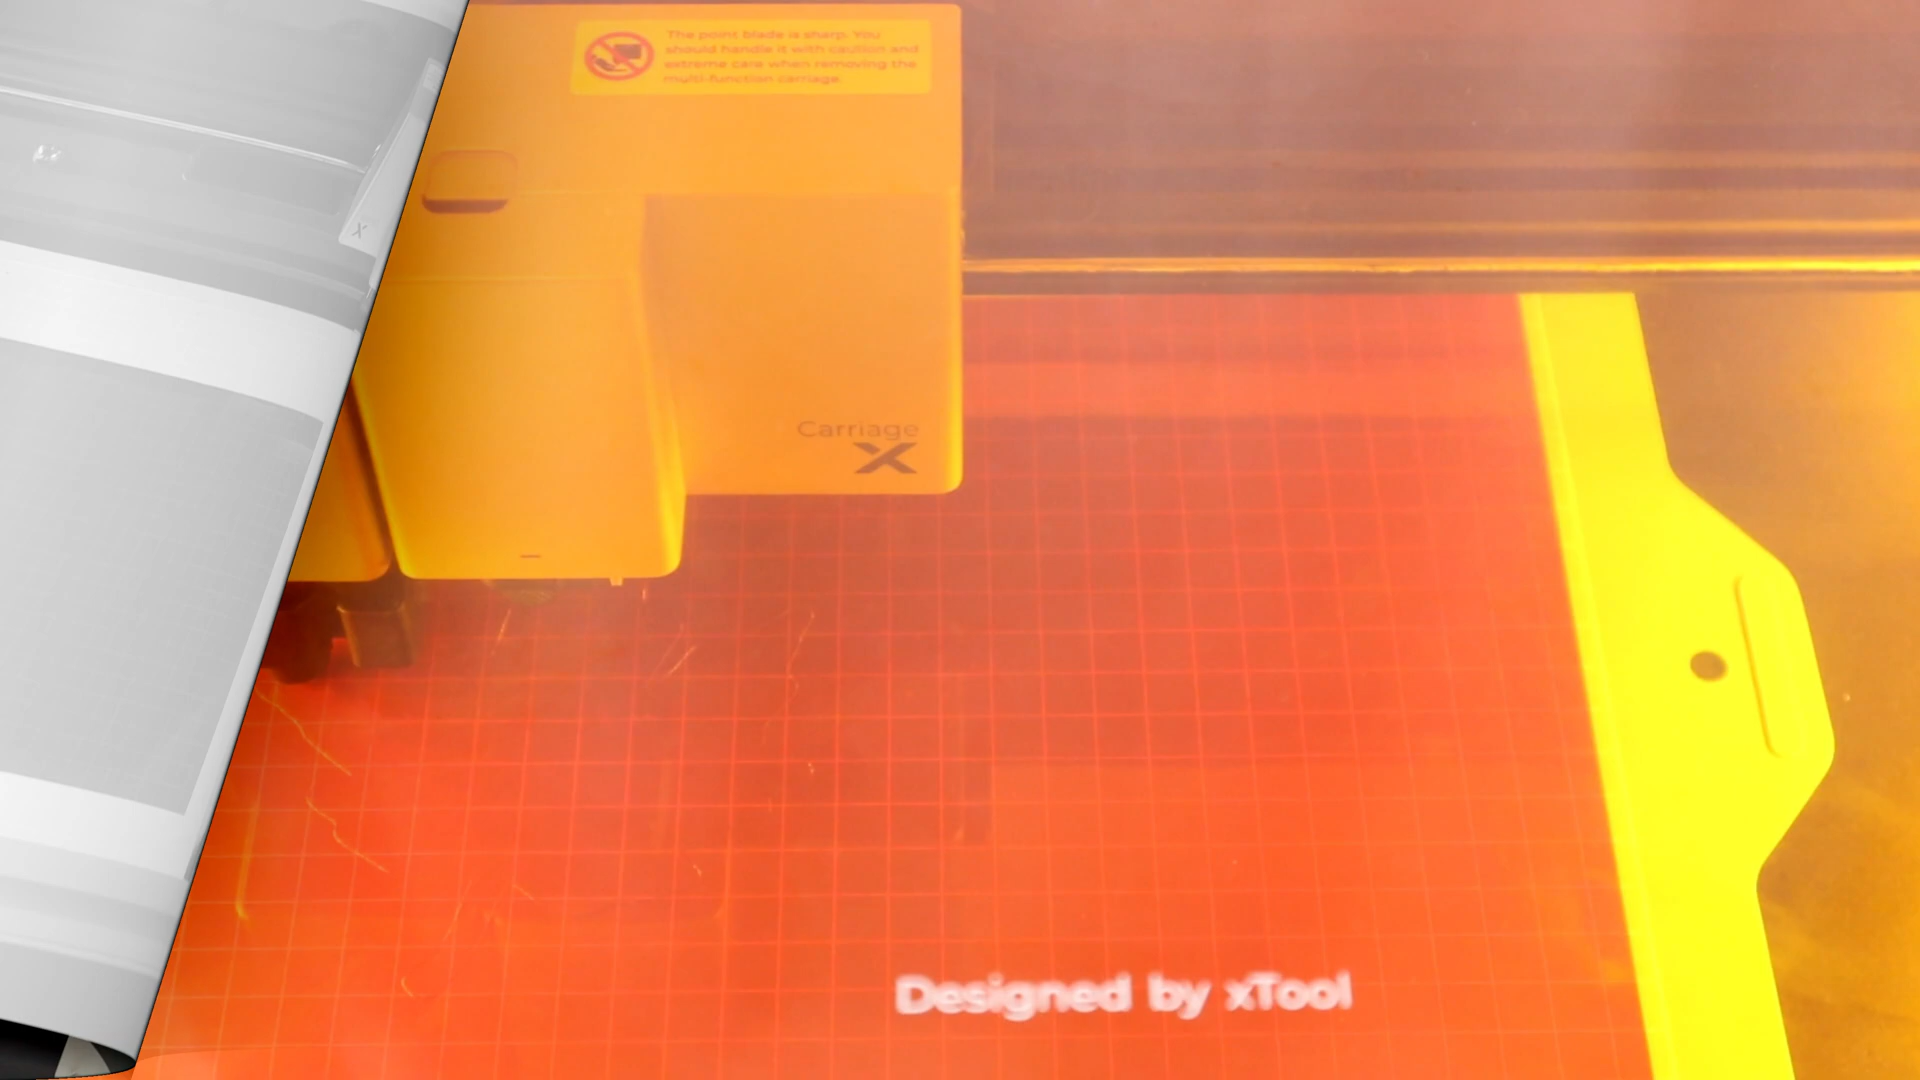 The point blade is sharp. You
should handle it with caution and
extreme care when removing the
multi-function carriage.
Carriage
X
Designed by xTool